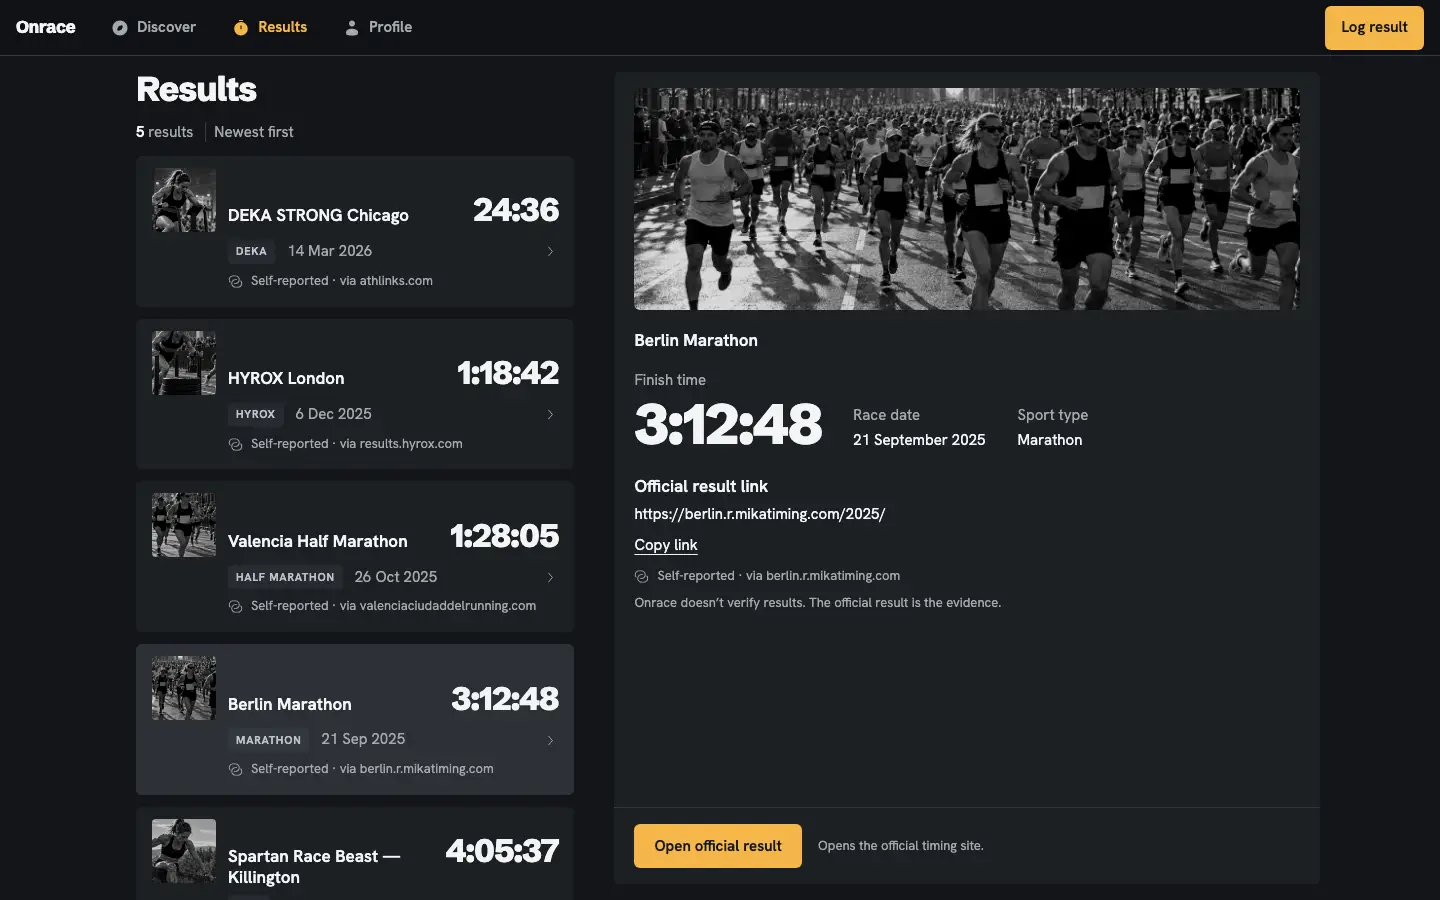 Onrace
Discover
Results
Profile
Log result
Results
5 results
Newest first
DEKA STRONG Chicago
24:36
DEKA
14 Mar 2026
Self-reported · via athlinks.com
HYROX London
1:18:42
HYROX
6 Dec 2025
Self-reported · via results.hyrox.com
Valencia Half Marathon
1:28:05
HALF MARATHON
26 Oct 2025
Self-reported · via valenciaciudaddelrunning.com
Berlin Marathon
3:12:48
MARATHON
21 Sep 2025
Self-reported · via berlin.r.mikatiming.com
Spartan Race Beast —
Killington
4:05:37
Berlin Marathon
Finish time
3:12:48
Race date
21 September 2025
Sport type
Marathon
Official result link
https://berlin.r.mikatiming.com/2025/
Copy link
Self-reported · via berlin.r.mikatiming.com
Onrace doesn’t verify results. The official result is the evidence.
Open official result
Opens the official timing site.